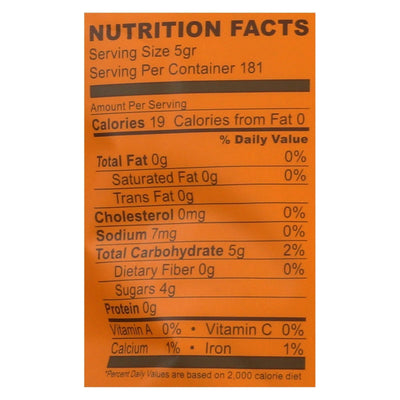 NUTRITION FACTS
Serving Size 5gr
Serving Per Container 181
Amount Per Serving
Calories 19 Calories from Fat 0
% Daily Value
Total Fat 0g 0%
Saturated Fat 0g 0%
Trans Fat 0g
Cholesterol 0mg 0%
Sodium 7mg 0%
Total Carbohydrate 5g 2%
Dietary Fiber 0g 0%
Sugars 4g
Protein 0g
Vitamin A 0% • Vitamin C 0%
Calcium 1% • Iron 1%
*Percent Daily Values are based on 2,000 calorie diet